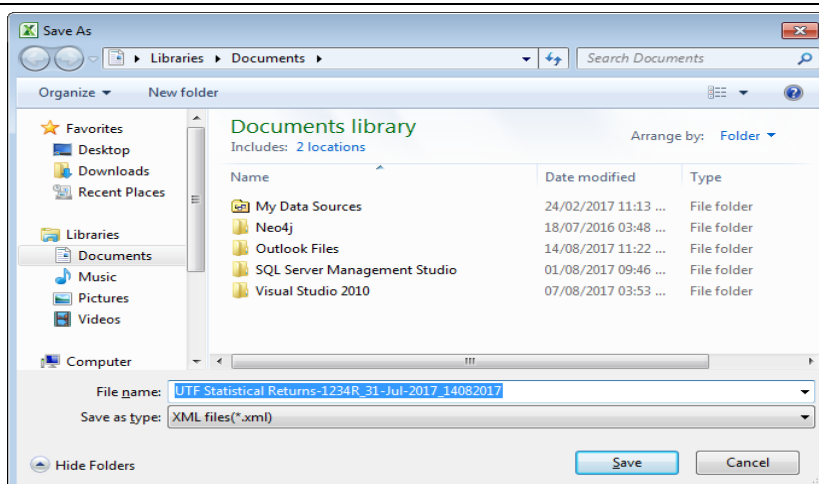 Save As
Libraries Documents
Search Documents
Organize New folder
Favorites
Desktop
Downloads
Recent Places
Libraries
Documents
Music
Pictures
Videos
Computer
Documents library
Includes: 2 locations
Arrange by: Folder
Name Date modified Type
My Data Sources 24/02/2017 11:13 ... File folder
Neo4j 18/07/2016 03:48 ... File folder
Outlook Files 14/08/2017 11:22 ... File folder
SQL Server Management Studio 01/08/2017 09:46 ... File folder
Visual Studio 2010 07/08/2017 03:53 ... File folder
File name: UTF Statistical Returns-1234R_31-Jul-2017_14082017
Save as type: XML files(*.xml)
Hide Folders Save Cancel